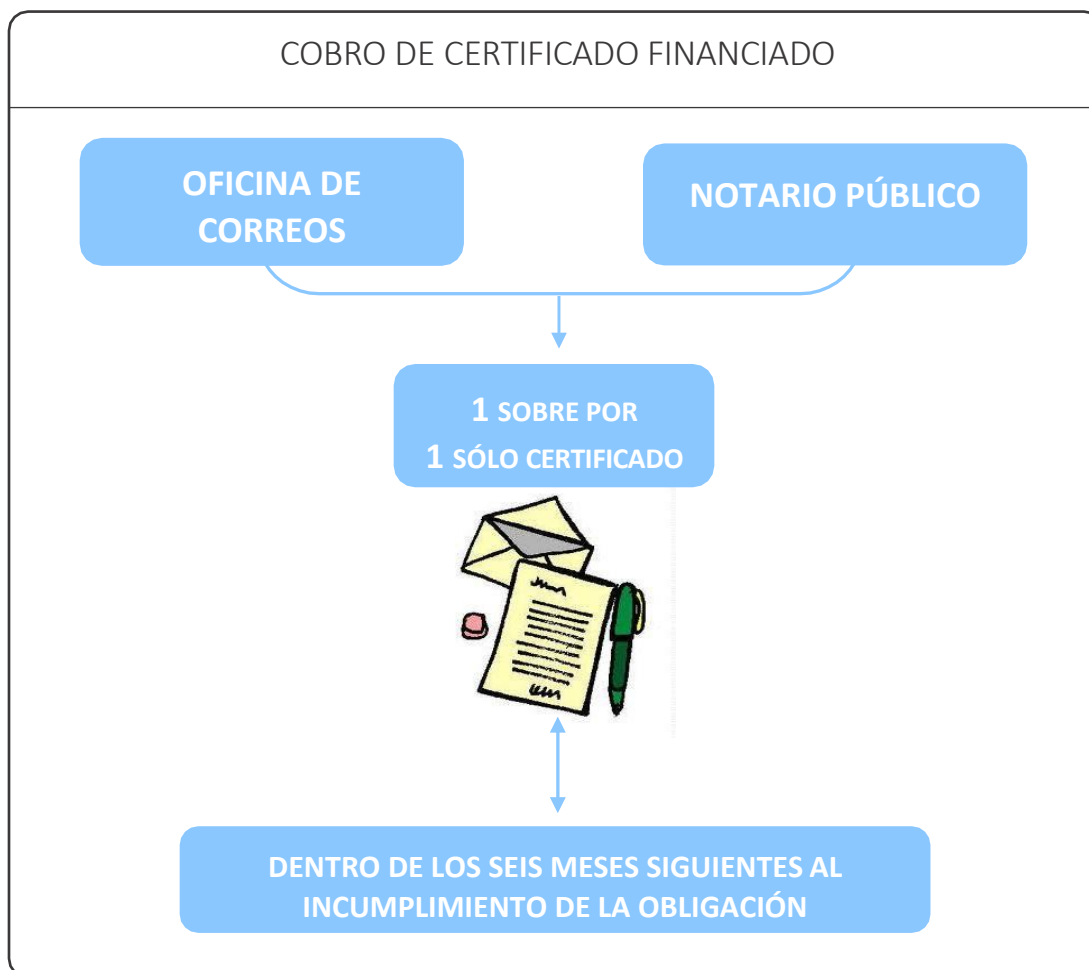 COBRO DE CERTIFICADO FINANCIADO
OFICINA DE
CORREOS
NOTARIO PÚBLICO
1 SOBRE POR
1 SÓLO CERTIFICADO
DENTRO DE LOS SEIS MESES SIGUIENTES AL
INCUMPLIMIENTO DE LA OBLIGACIÓN